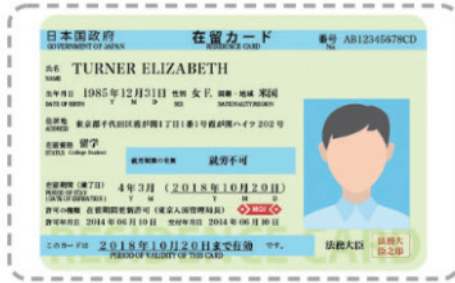 日本国政府 在留カード 番号 AB12345678CD
GOVERNMENT OF JAPAN RESIDENCE CARD No.
氏名 TURNER ELIZABETH
NAME
生年月日 1985年12月31日 性別 女 F. 国籍・地域 米国
DATE OF BIRTH Y M D SEX NATIONALITY/REGION
住居地 東京都千代田区霞が関1丁目1番1号霞が関ハイツ202号
ADDRESS
在留資格 留学
STATUS College Student
就労制限の有無 就労不可
在留期間(満了日) 4年3月 (2018年10月20日)
PERIOD OF STAY
(DATE OF EXPIRATION) Y M Y M D
許可の種類 在留期間更新許可(東京入国管理局長) MOJ
許可年月日 2014年06月10日 交付年月日 2014年06月10日
このカードは 2018年10月20日まで有効 です。
PERIOD OF VALIDITY OF THIS CARD
法務大臣 法務大臣之印